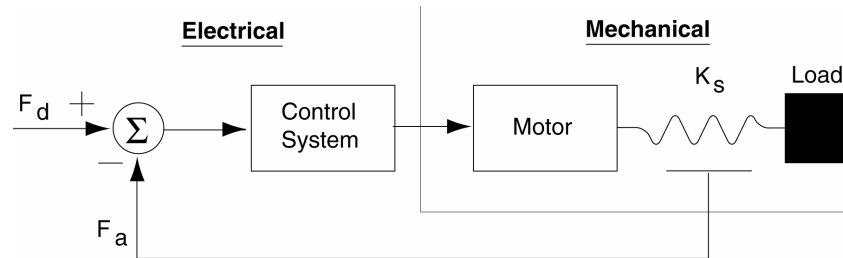 Electrical
Mechanical
F d
+
Σ
−
Control
System
Motor
K s
Load
F a